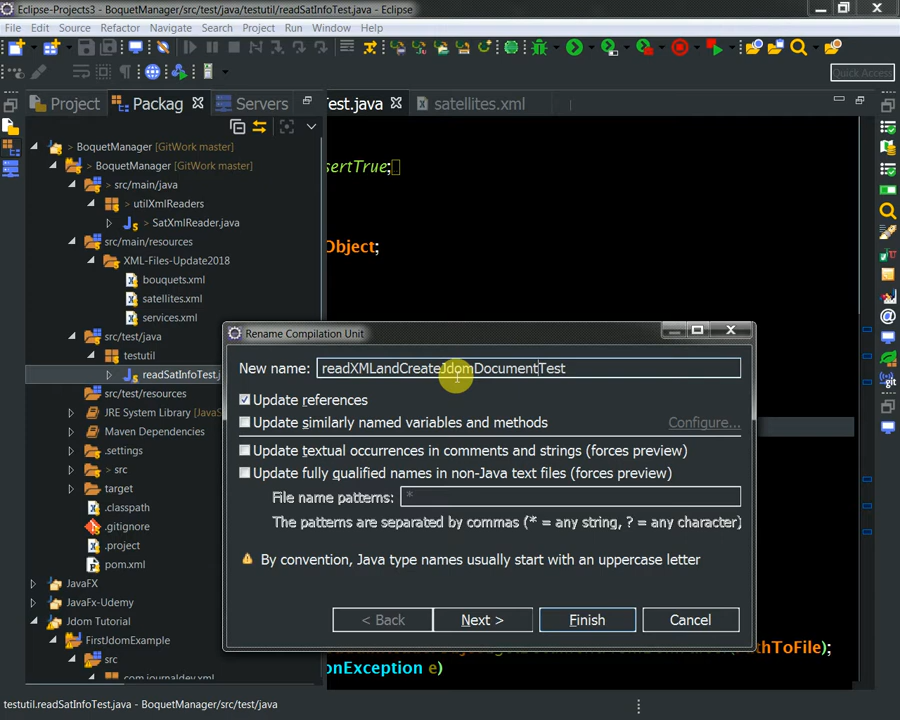 Eclipse-Projects3 - BoquetManager/src/test/java/testutil/readSatInfoTest.java - Eclipse
File Edit Source Refactor Navigate Search Project Run Window Help
Quick Access
Project Packag Servers est.java satellites.xml
> BoquetManager [GitWork master]
> BoquetManager [GitWork master]
> src/main/java
> utilXmlReaders
> SatXmlReader.java
src/main/resources
XML-Files-Update2018
bouquets.xml
satellites.xml
services.xml
src/test/java
testutil
readSatInfoTest.j
src/test/resources
JRE System Library [JavaS
Maven Dependencies
.settings
> src
target
.classpath
.gitignore
.project
pom.xml
JavaFX
JavaFx-Udemy
Jdom Tutorial
FirstJdomExample
src
com.journaldev.xml
sertTrue;
Object;
Rename Compilation Unit
New name: readXMLandCreateJdomDocumentTest
Update references
Update similarly named variables and methods Configure...
Update textual occurrences in comments and strings (forces preview)
Update fully qualified names in non-Java text files (forces preview)
File name patterns: *
The patterns are separated by commas (* = any string, ? = any character)
By convention, Java type names usually start with an uppercase letter
< Back Next > Finish Cancel
thToFile);
onException e)
testutil.readSatInfoTest.java - BoquetManager/src/test/java